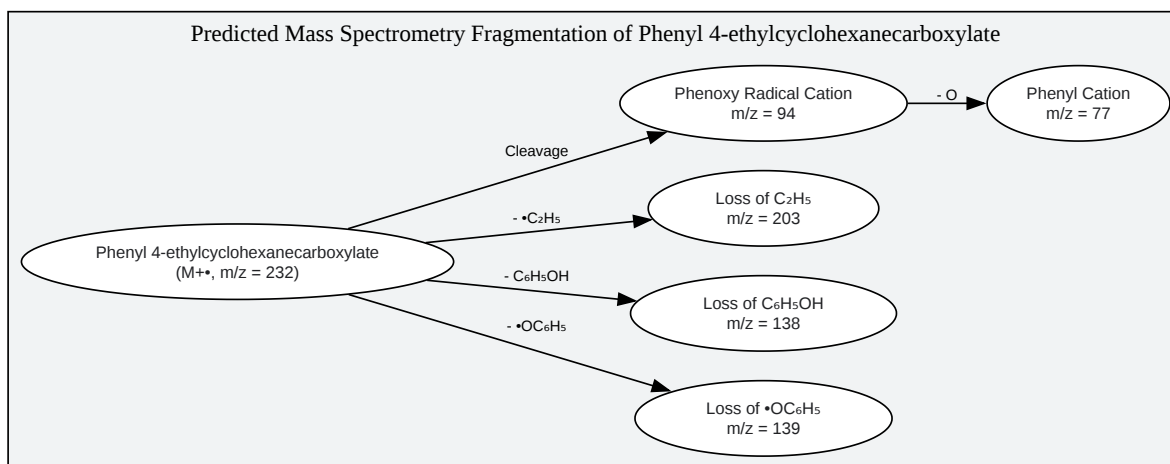 Predicted Mass Spectrometry Fragmentation of Phenyl 4-ethylcyclohexanecarboxylate
Phenoxy Radical Cation
m/z = 94
- O
Phenyl Cation
m/z = 77
Cleavage
Loss of C₂H₅
m/z = 203
- •C₂H₅
Phenyl 4-ethylcyclohexanecarboxylate
(M+•, m/z = 232)
- C₆H₅OH
Loss of C₆H₅OH
m/z = 138
- •OC₆H₅
Loss of •OC₆H₅
m/z = 139